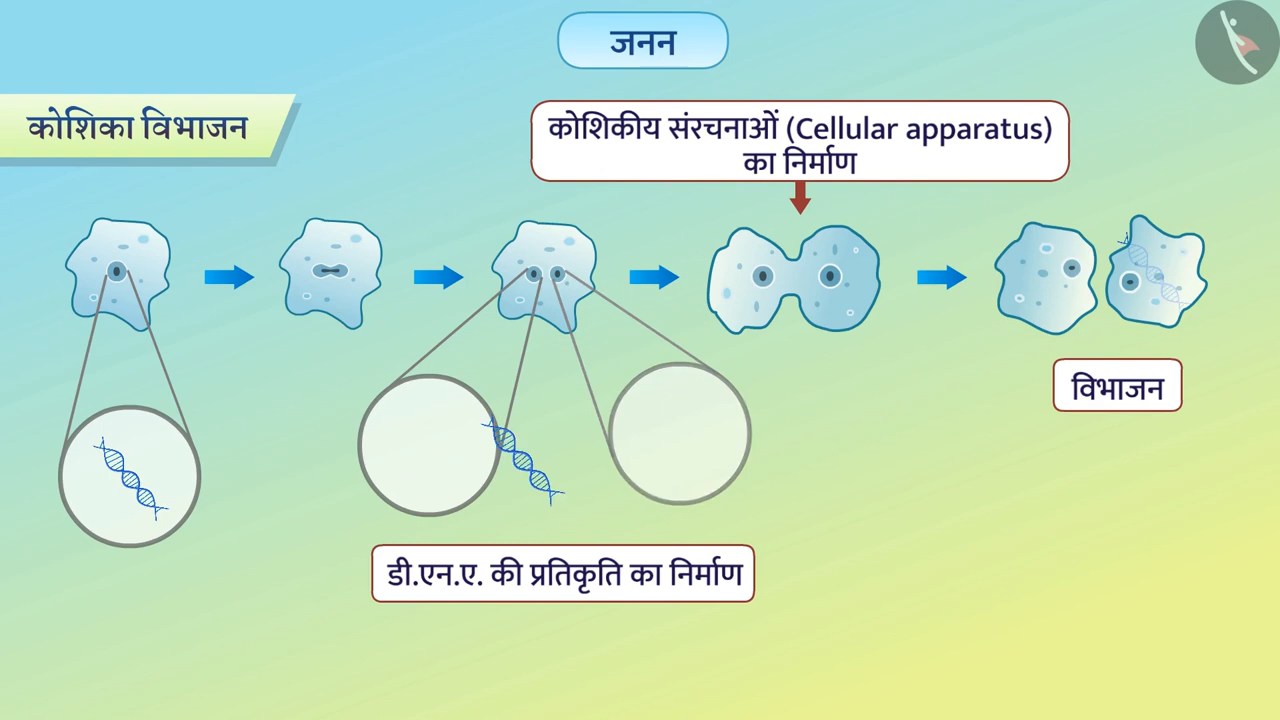 जनन
कोशिका विभाजन
कोशिकीय संरचनाओं (Cellular apparatus)
का निर्माण
विभाजन
डी.एन.ए. की प्रतिकृति का निर्माण